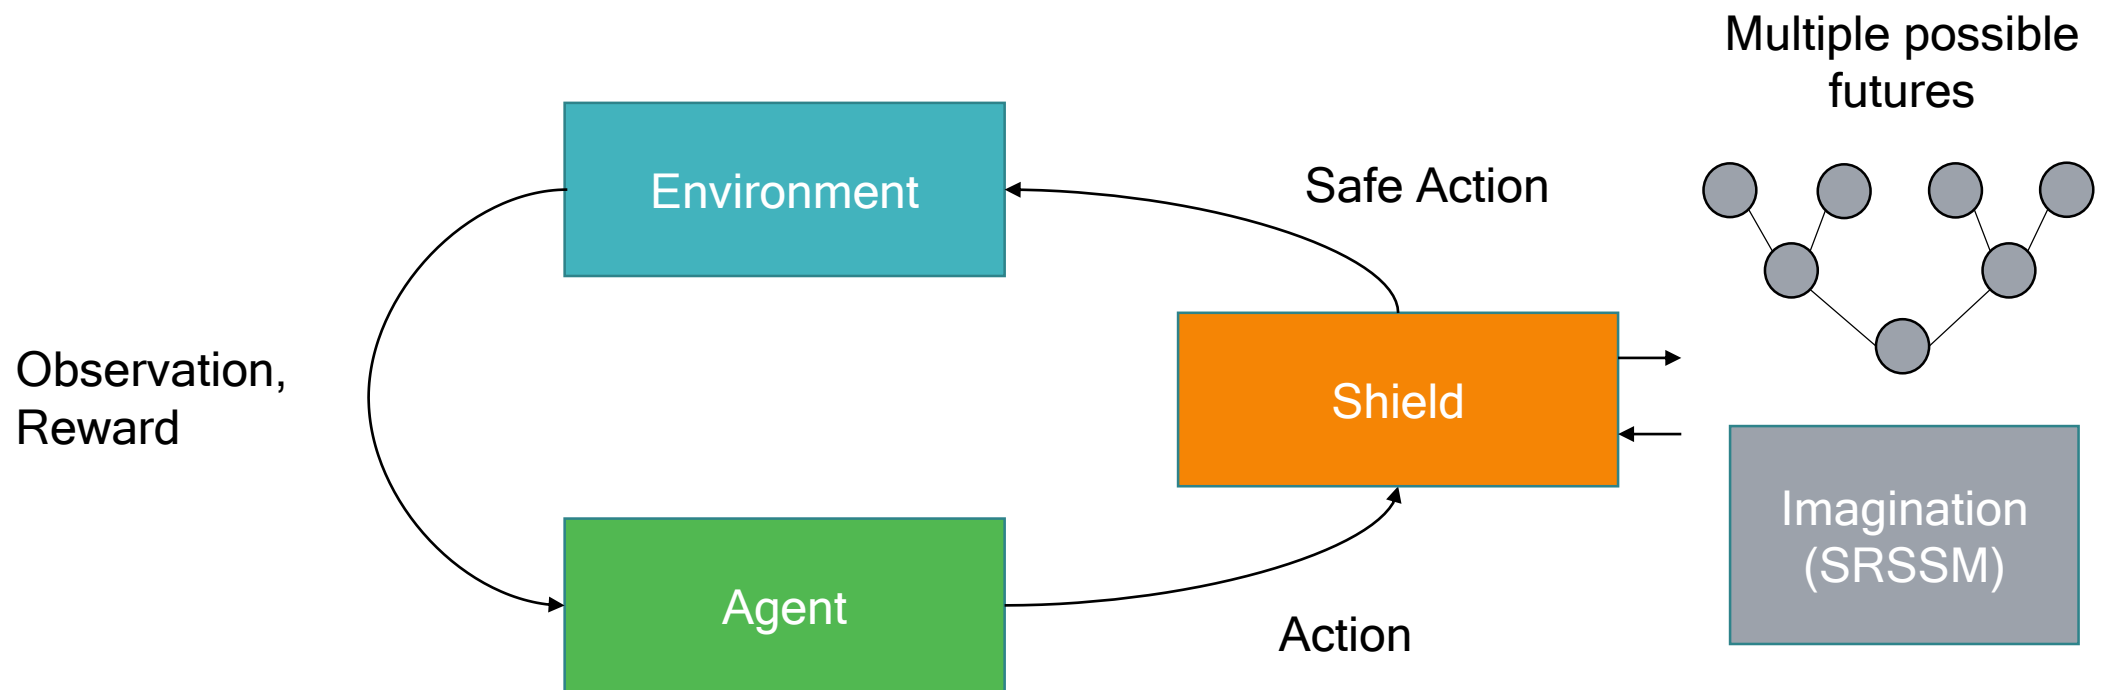 Multiple possible
futures
Environment
Safe Action
Observation,
Reward
Shield
Imagination
(SRSSM)
Agent
Action